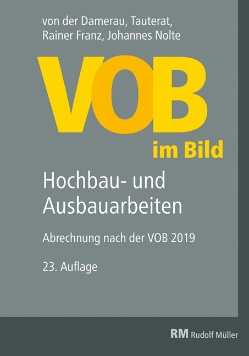 von der Damerau, Tauterat,
Rainer Franz, Johannes Nolte
VOB
im Bild
Hochbau- und
Ausbauarbeiten
Abrechnung nach der VOB 2019
23. Auflage
RM Rudolf Müller